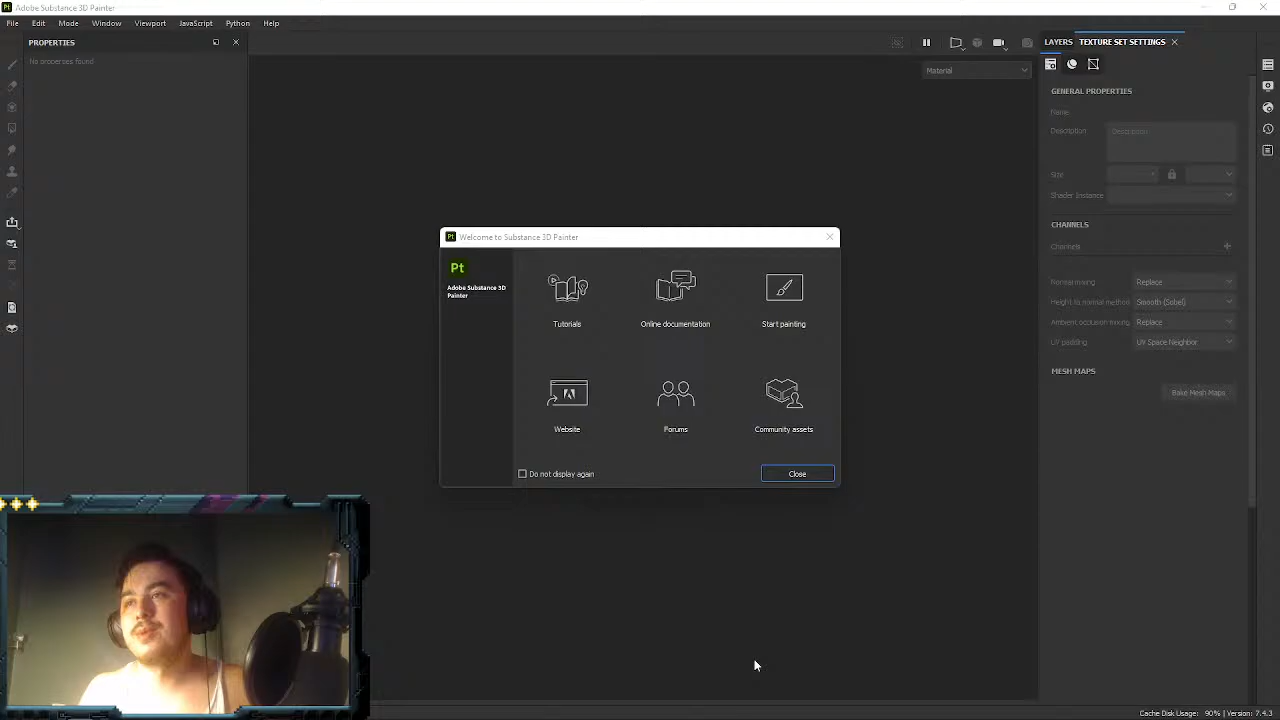 Adobe Substance 3D Painter
File Edit Mode Window Viewport JavaScript Python Help
PROPERTIES
No properties found
Material
LAYERS TEXTURE SET SETTINGS
GENERAL PROPERTIES
Name
Description Description
Size
Shader Instance
CHANNELS
Channels
Normal mixing Replace
Height to normal method Smooth (Sobel)
Ambient occlusion mixing Replace
UV padding UV Space Neighbor
MESH MAPS
Bake Mesh Maps
Pt Welcome to Substance 3D Painter
Pt
Adobe Substance 3D
Painter
Tutorials Online documentation Start painting
Website Forums Community assets
Do not display again Close
Cache Disk Usage: 90% | Version: 7.4.3